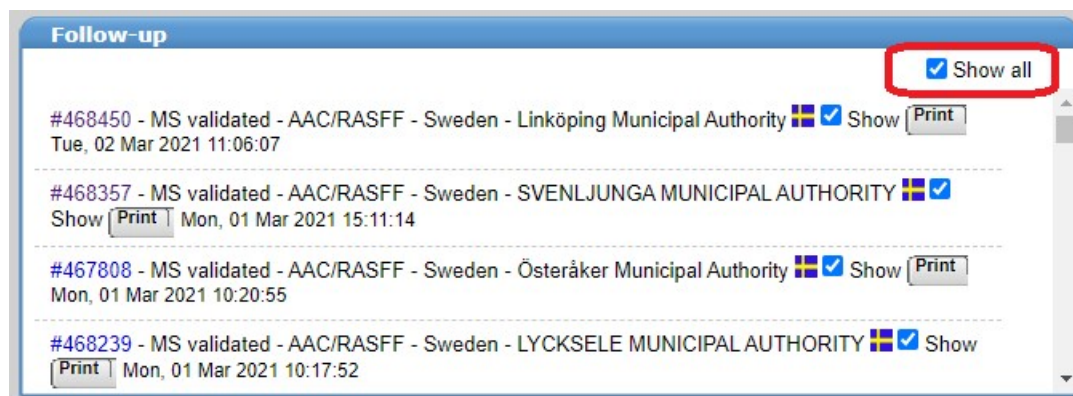 Follow-up
Show all
#468450 - MS validated - AAC/RASFF - Sweden - Linköping Municipal Authority Show Print
Tue, 02 Mar 2021 11:06:07
#468357 - MS validated - AAC/RASFF - Sweden - SVENLJUNGA MUNICIPAL AUTHORITY
Show Print Mon, 01 Mar 2021 15:11:14
#467808 - MS validated - AAC/RASFF - Sweden - Österåker Municipal Authority Show Print
Mon, 01 Mar 2021 10:20:55
#468239 - MS validated - AAC/RASFF - Sweden - LYCKSELE MUNICIPAL AUTHORITY Show
Print Mon, 01 Mar 2021 10:17:52